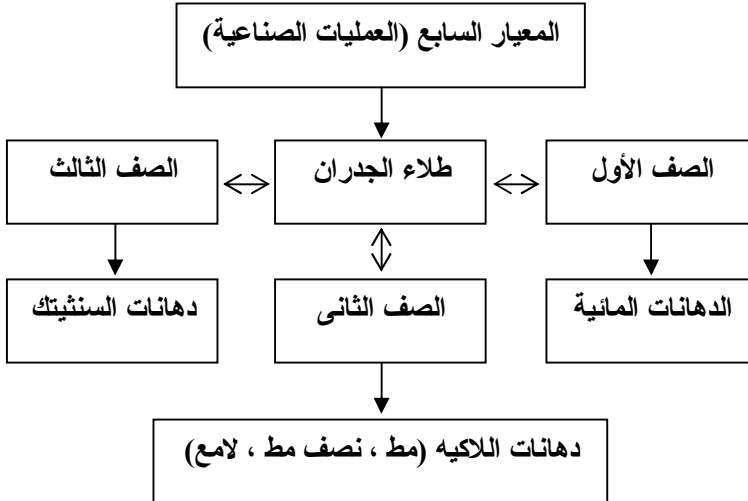 المعيار السابع (العمليات الصناعية)
الصف الأول
طلاء الجدران
الصف الثالث
الدهانات المائية
الصف الثانى
دهانات السنثيتك
دهانات اللاكيه (مط ، نصف مط ، لامع)